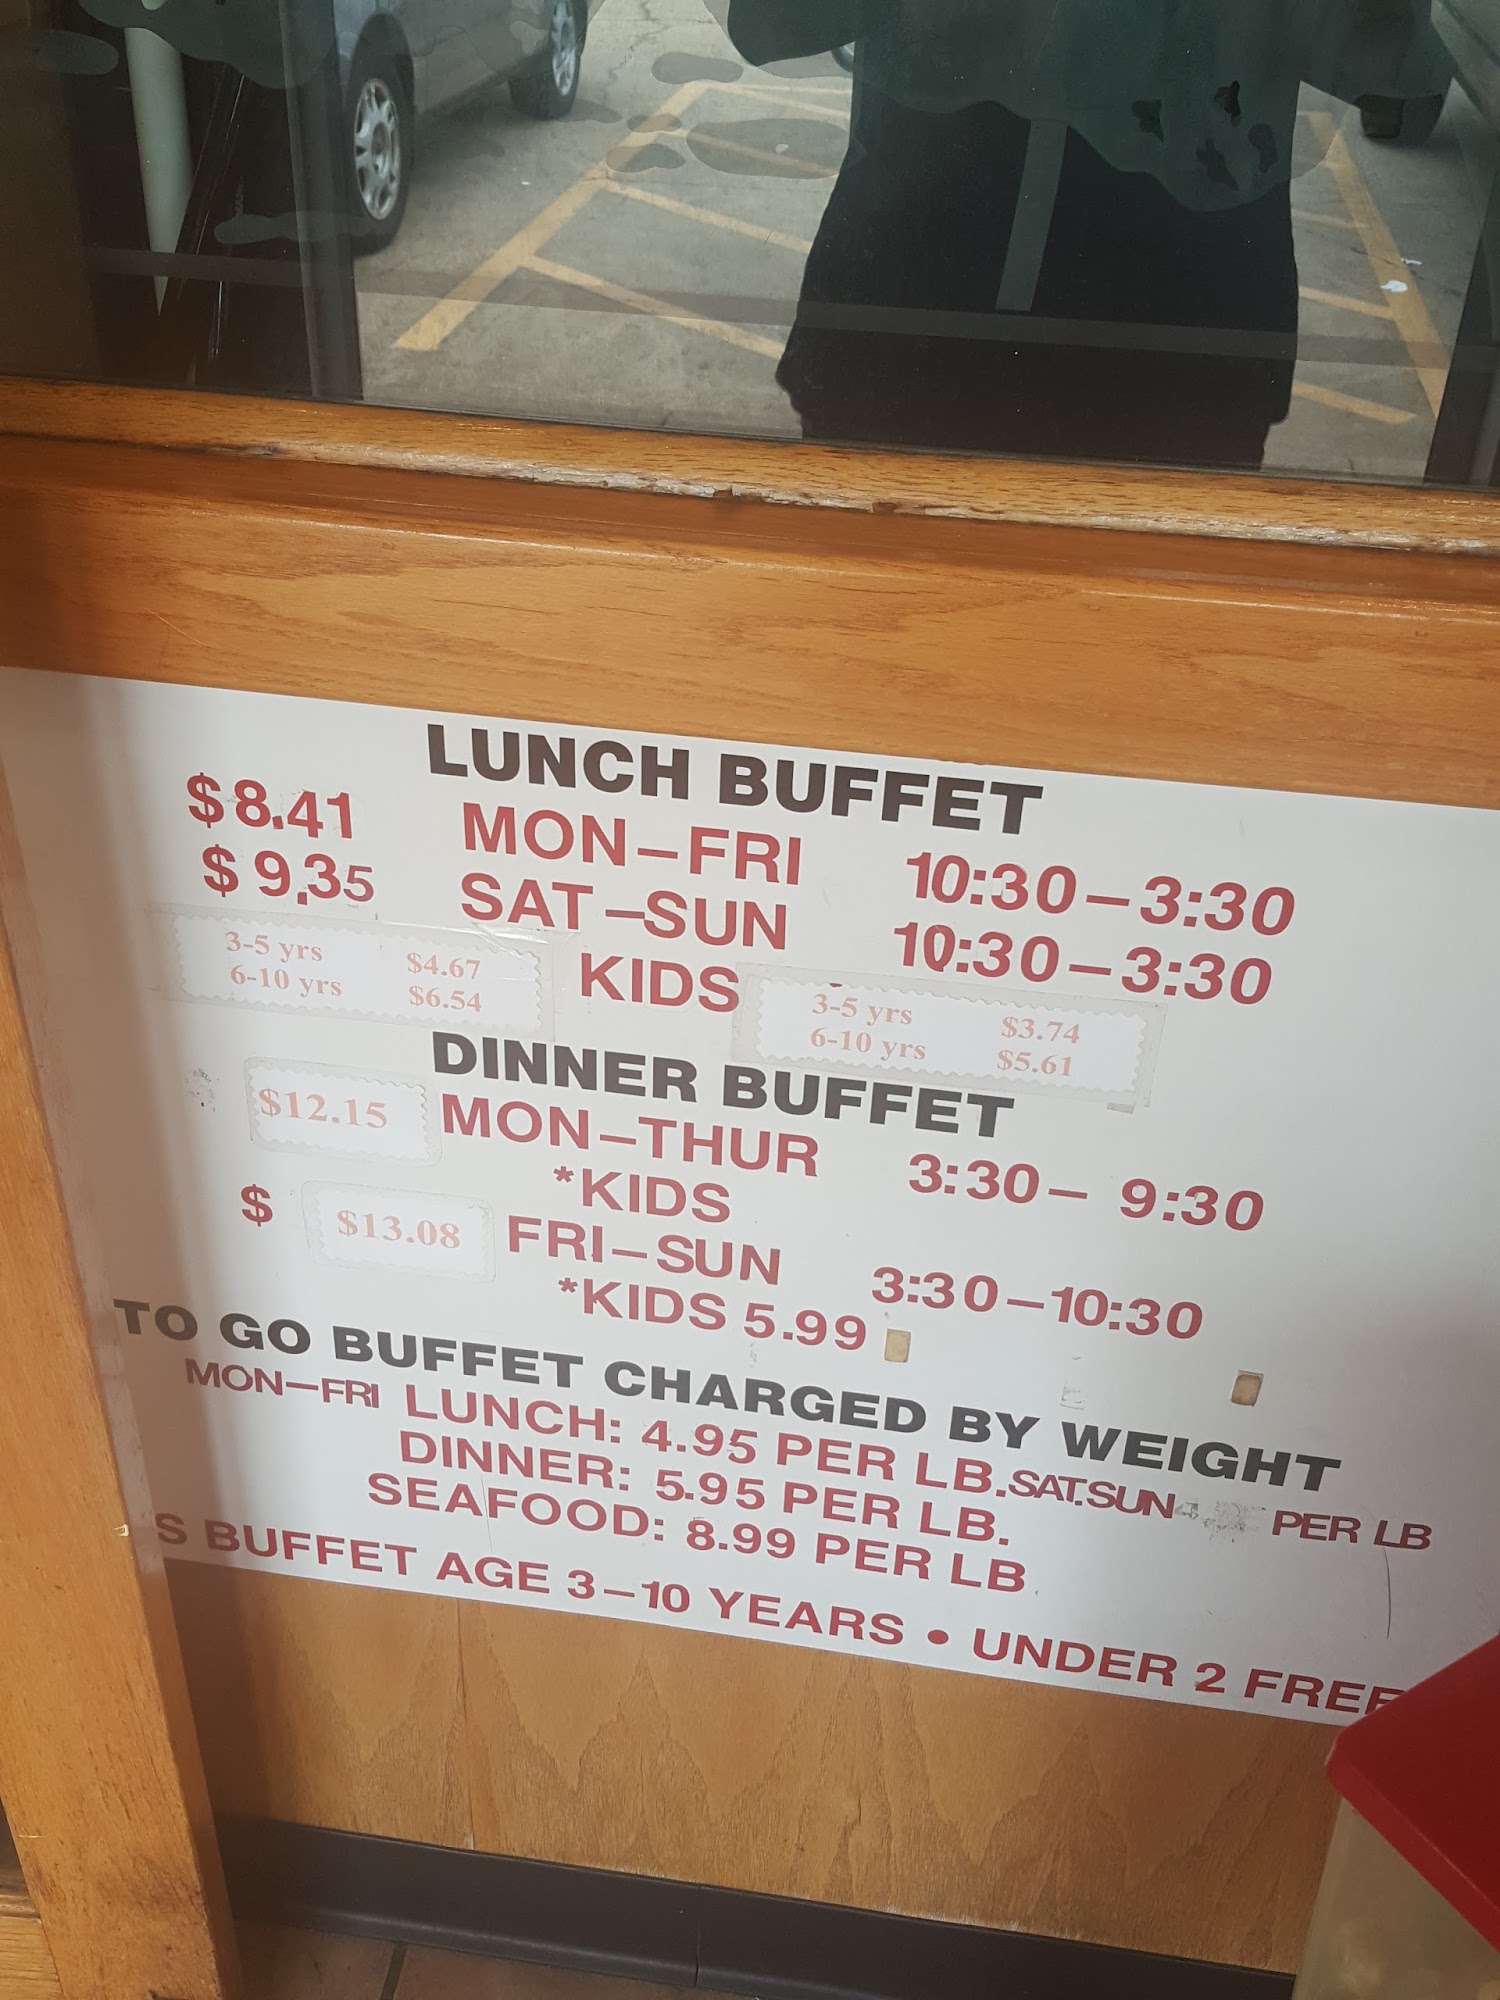 LUNCH BUFFET
$8.41 MON-FRI 10:30-3:30
$9.35 SAT-SUN 10:30-3:30
3-5 yrs $4.67
6-10 yrs $6.54
KIDS
3-5 yrs $3.74
6-10 yrs $5.61
DINNER BUFFET
$12.15 MON-THUR 3:30-9:30
*KIDS
$ $13.08 FRI-SUN 3:30-10:30
*KIDS 5.99
TO GO BUFFET CHARGED BY WEIGHT
MON-FRI LUNCH: 4.95 PER LB. SAT.SUN PER LB
DINNER: 5.95 PER LB.
SEAFOOD: 8.99 PER LB
S BUFFET AGE 3-10 YEARS • UNDER 2 FREE